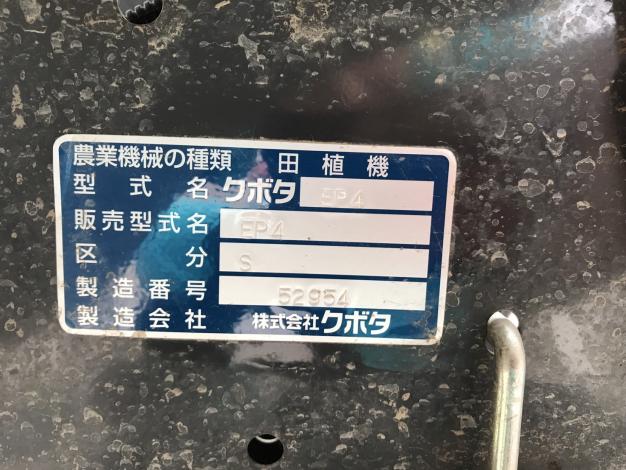 農業機械の種類 田植機
型式名 クボタ EP4
販売型式名 EP4
区分 S
製造番号 52954
製造会社 株式会社クボタ